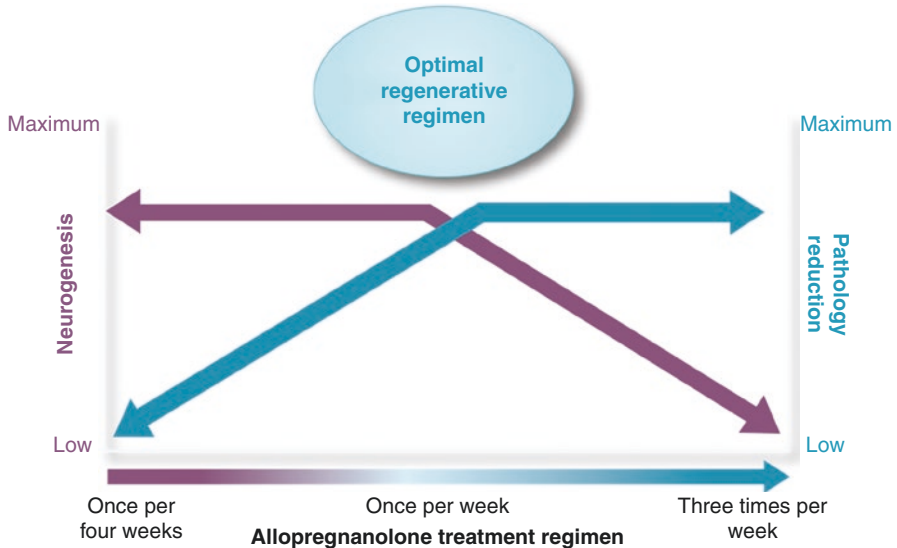 Optimal
regenerative
regimen
Maximum
Maximum
Neurogenesis
Pathology
reduction
Low
Low
Once per
four weeks
Once per week
Three times per
week
Allopregnanolone treatment regimen